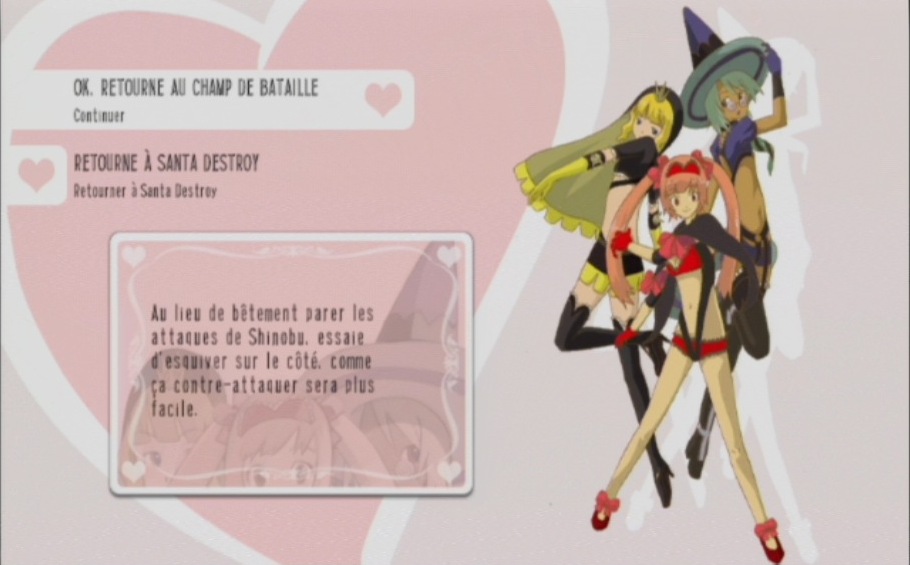 OK. RETOURNE AU CHAMP DE BATAILLE
Continuer
RETOURNE À SANTA DESTROY
Retourner à Santa Destroy
Au lieu de bêtement parer les
attaques de Shinobu, essaie
d'esquiver sur le côté, comme
ça contre-attaquer sera plus
facile.